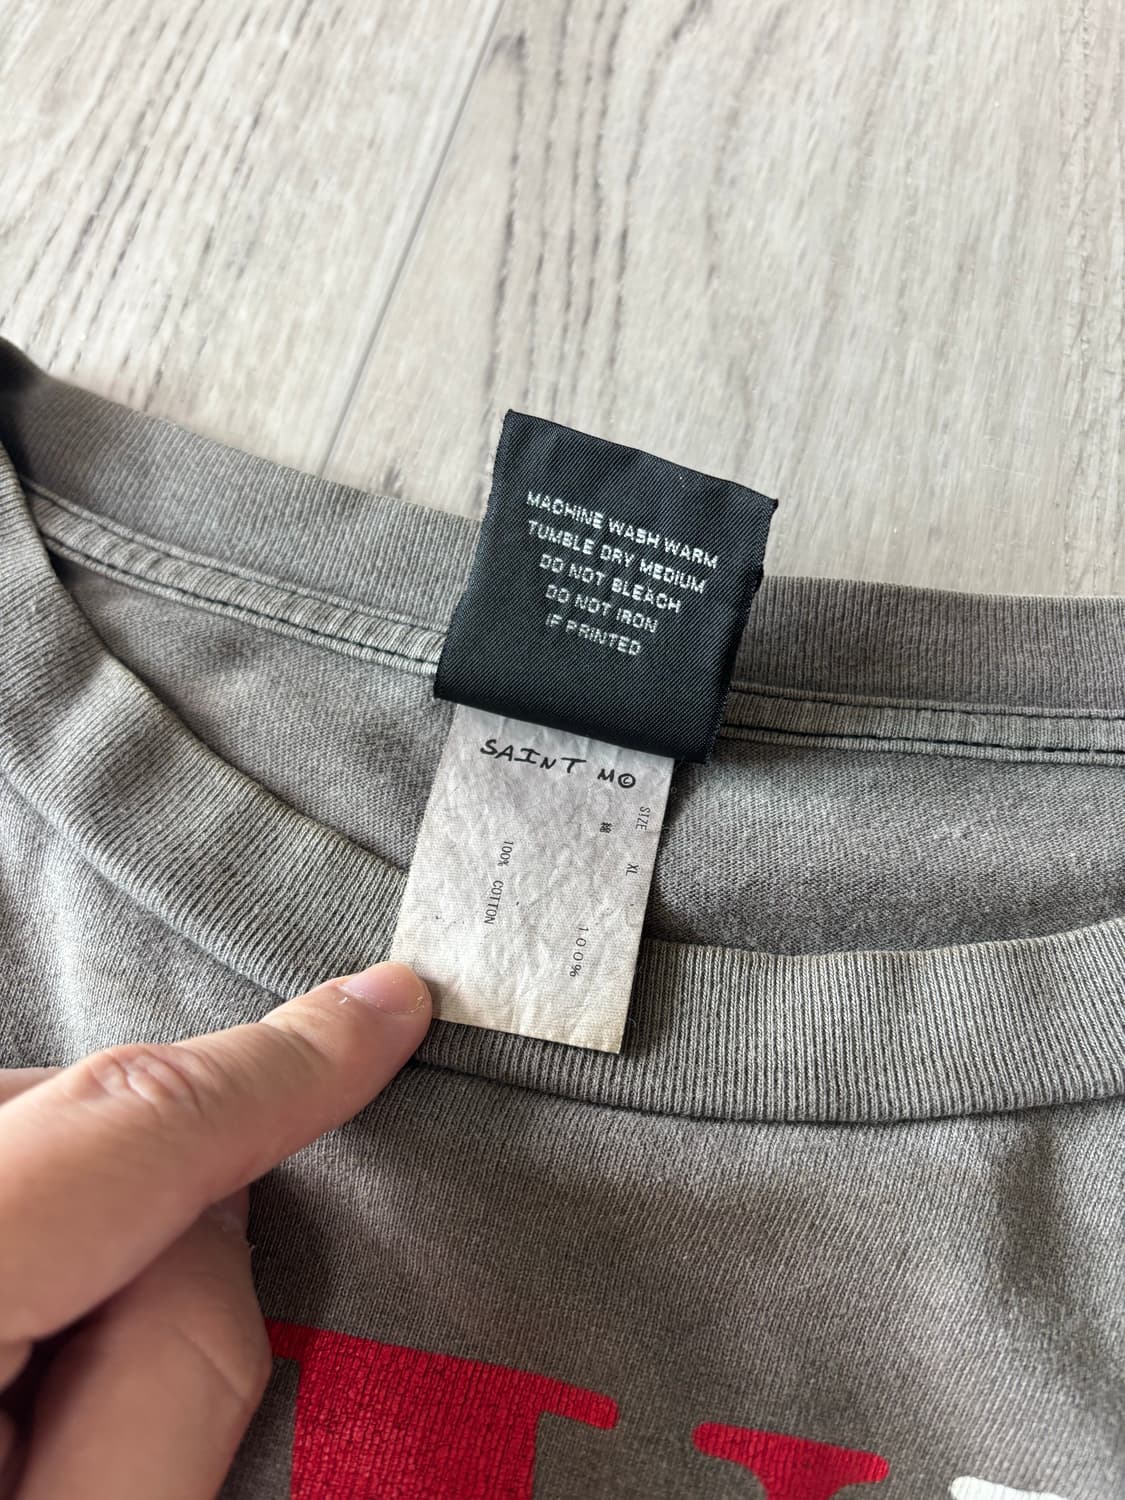 MACHINE WASH WARM
TUMBLE DRY MEDIUM
DO NOT BLEACH
DO NOT IRON
IF PRINTED
SAINT M©
SIZE XL
綿 100%
100% COTTON